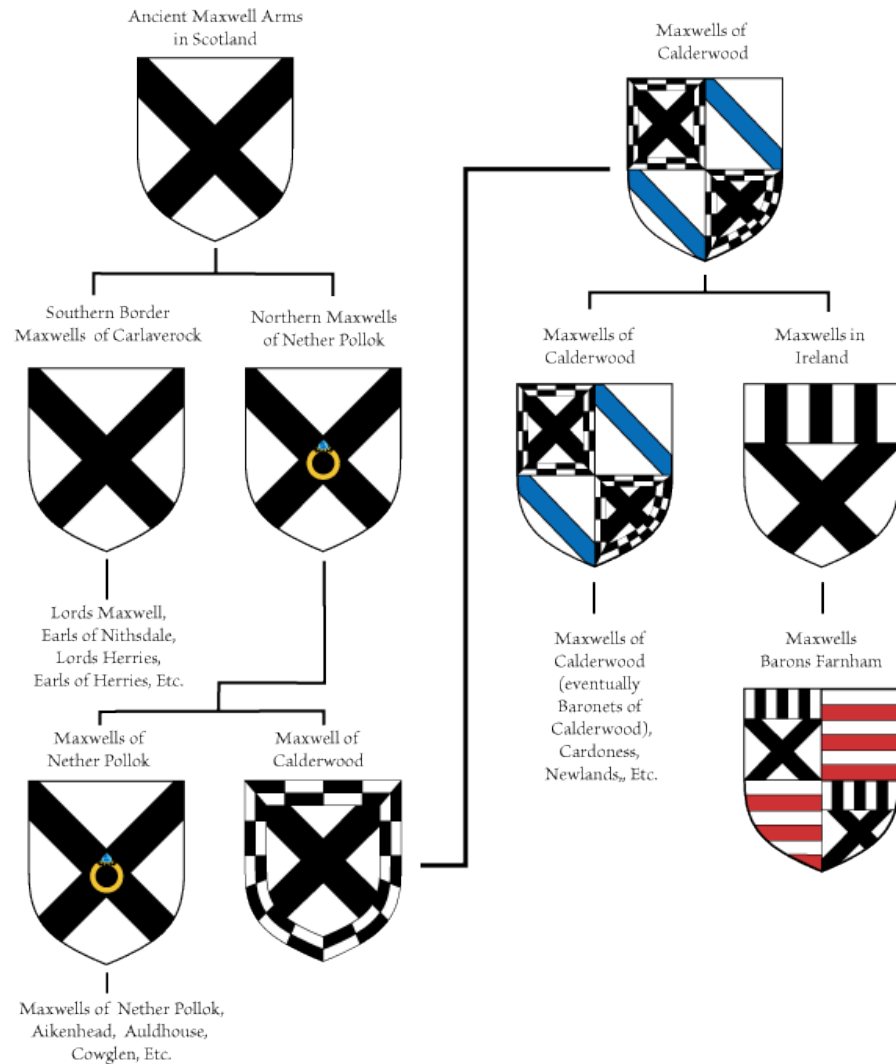 Ancient Maxwell Arms
in Scotland
Southern Border
Maxwells of Carlaverock
Northern Maxwells
of Nether Pollok
Lords Maxwell,
Earls of Nithsdale,
Lords Herries,
Earls of Herries, Etc.
Maxwells of
Nether Pollok
Maxwell of
Calderwood
Maxwells of Nether Pollok,
Aikenhead, Auldhouse,
Cowglen, Etc.
Maxwells of
Calderwood
Maxwells of
Calderwood
Maxwells in
Ireland
Maxwells of
Calderwood
(eventually
Baronets of
Calderwood),
Cardoness,
Newlands,, Etc.
Maxwells
Barons Farnham